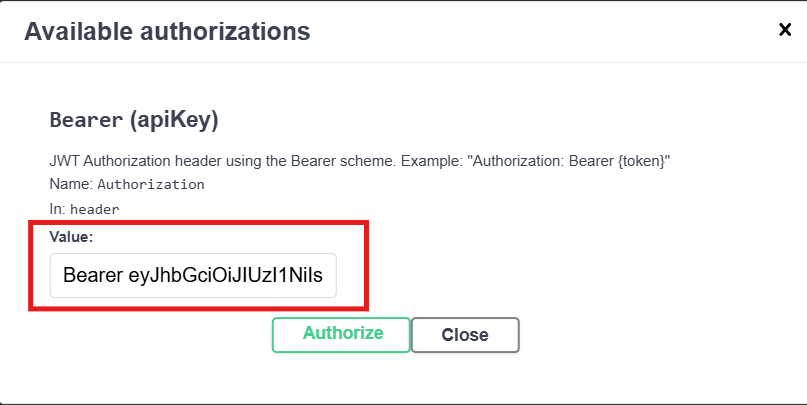 Available authorizations
Bearer (apiKey)
JWT Authorization header using the Bearer scheme. Example: "Authorization: Bearer {token}"
Name: Authorization
In: header
Value:
Bearer eyJhbGciOiJIUzI1NiIs
Authorize
Close